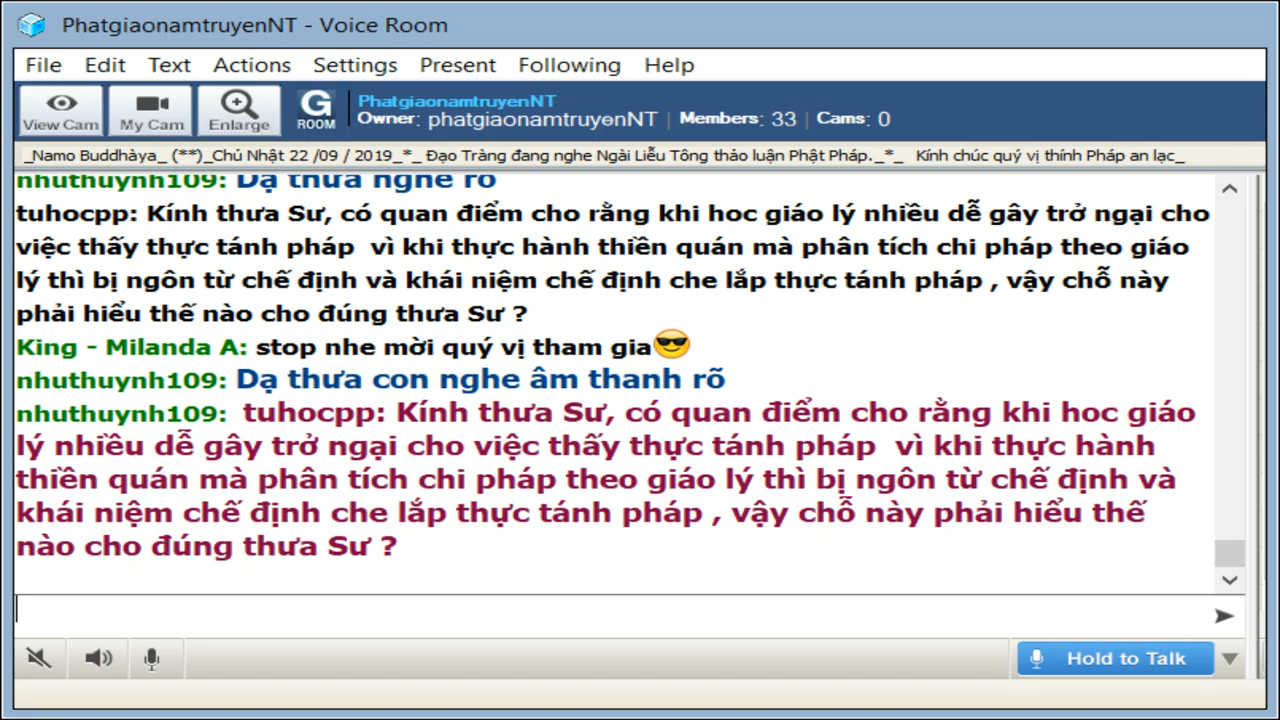 PhatgiaonamtruyenNT - Voice Room
File Edit Text Actions Settings Present Following Help
View Cam My Cam Enlarge G ROOM
PhatgiaonamtruyenNT
Owner: phatgiaonamtruyenNT | Members: 33 | Cams: 0
_Namo Buddhàya_ (**)_Chủ Nhật 22 /09 / 2019_*_ Đạo Tràng đang nghe Ngài Liễu Tông thảo luận Phật Pháp._*_ Kính chúc quý vị thính Pháp an lạc_
nhuthuynh109: Dạ thưa nghe rõ
tuhocpp: Kính thưa Sư, có quan điểm cho rằng khi hoc giáo lý nhiều dễ gây trở ngại cho
việc thấy thực tánh pháp vì khi thực hành thiền quán mà phân tích chi pháp theo giáo
lý thì bị ngôn từ chế định và khái niệm chế định che lắp thực tánh pháp , vậy chỗ này
phải hiểu thế nào cho đúng thưa Sư ?
King - Milanda A: stop nhe mời quý vị tham gia😎
nhuthuynh109: Dạ thưa con nghe âm thanh rõ
nhuthuynh109: tuhocpp: Kính thưa Sư, có quan điểm cho rằng khi hoc giáo
lý nhiều dễ gây trở ngại cho việc thấy thực tánh pháp vì khi thực hành
thiền quán mà phân tích chi pháp theo giáo lý thì bị ngôn từ chế định và
khái niệm chế định che lắp thực tánh pháp , vậy chỗ này phải hiểu thế
nào cho đúng thưa Sư ?
Hold to Talk